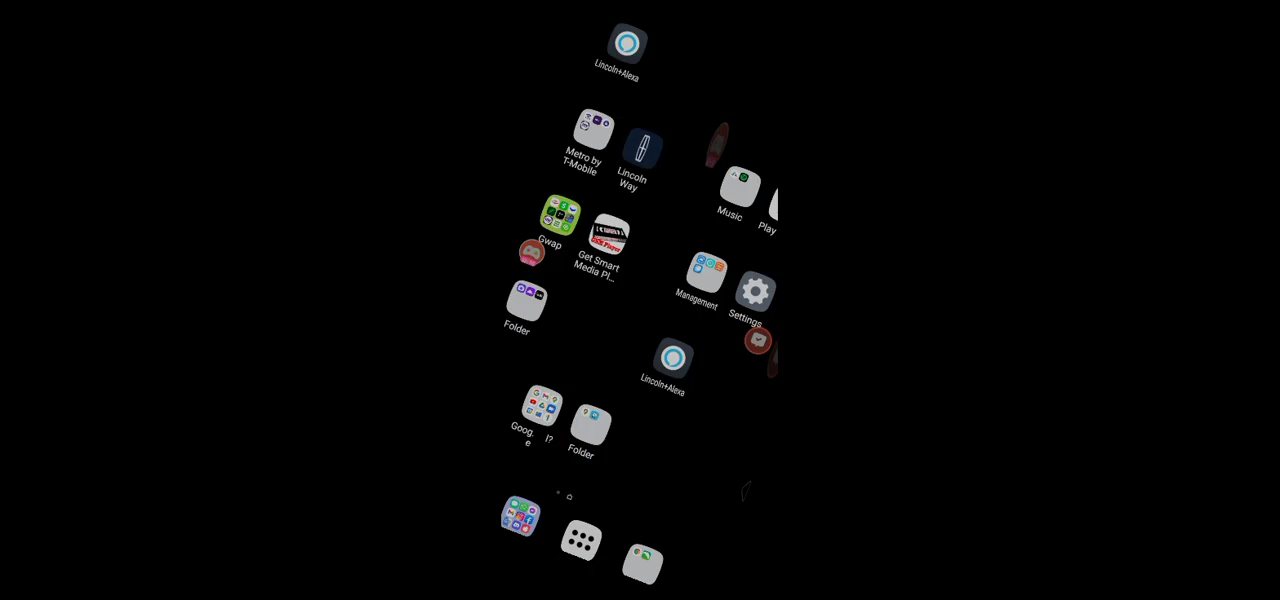 Lincoln+Alexa
Metro by
T-Mobile
Lincoln
Way
Music
Play
Gwap
Get Smart
Media Pl...
Management
Settings
Folder
Lincoln+Alexa
Goog.
e
l?
Folder